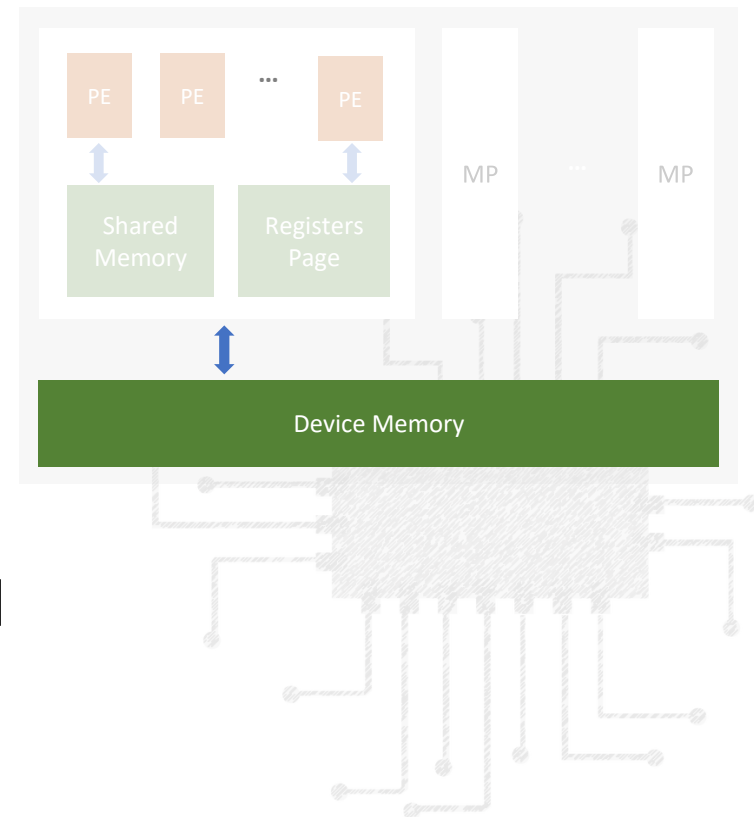 PE
PE
...
PE
MP
...
MP
Shared
Memory
Registers
Page
Device Memory